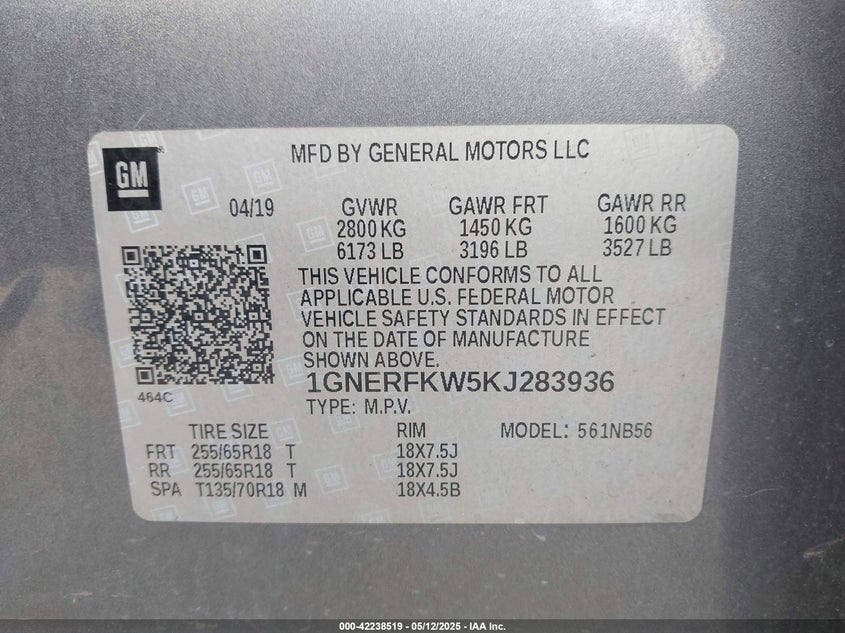 GM
MFD BY GENERAL MOTORS LLC
04/19 GVWR GAWR FRT GAWR RR
2800 KG 1450 KG 1600 KG
6173 LB 3196 LB 3527 LB
THIS VEHICLE CONFORMS TO ALL
APPLICABLE U.S. FEDERAL MOTOR
VEHICLE SAFETY STANDARDS IN EFFECT
ON THE DATE OF MANUFACTURE
SHOWN ABOVE.
1GNERFKW5KJ283936
464C
TYPE: M.P.V.
TIRE SIZE RIM MODEL: 561NB56
FRT 255/65R18 T 18X7.5J
RR 255/65R18 T 18X7.5J
SPA T135/70R18 M 18X4.5B
000-42238519 - 05/12/2025 - IAA Inc.